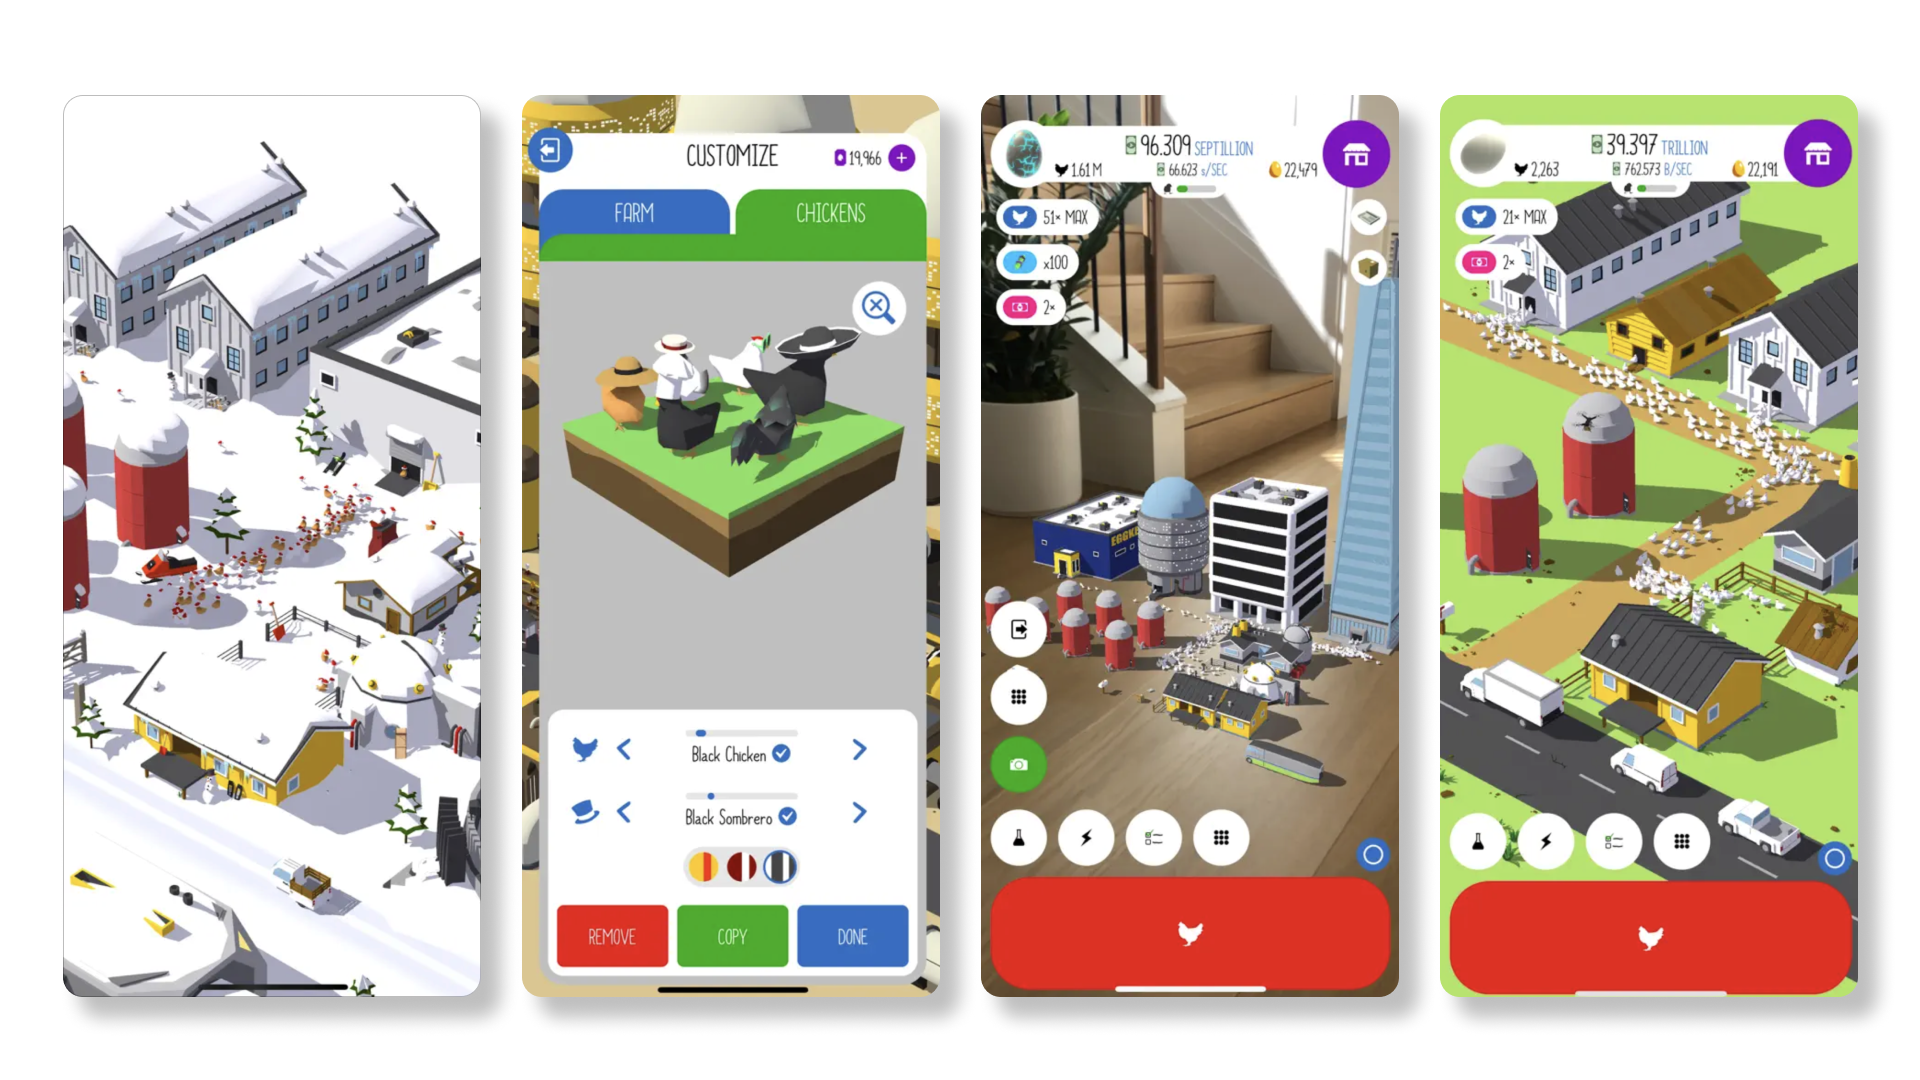 CUSTOMIZE
19,966 +
FARM
CHICKENS
Black Chicken
Black Sombrero
REMOVE
COPY
DONE
96.309 SEPTILLION
1.61M
66.623 s/SEC
22,479
51× MAX
x100
2×
39.397 TRILLION
2,263
762.573 B/SEC
22,191
21× MAX
2×